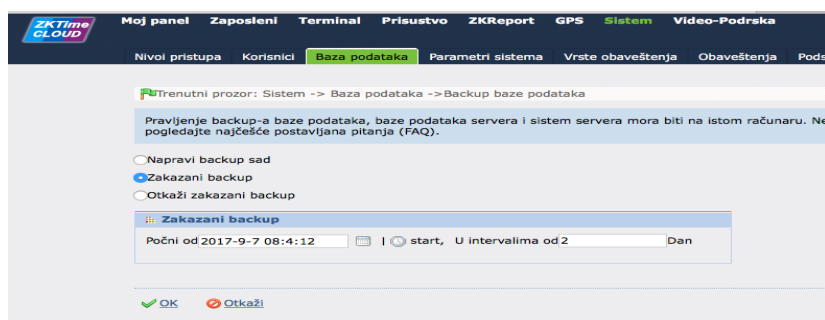 ZKTime CLOUD
Moj panel Zaposleni Terminal Prisustvo ZKReport GPS Sistem Video-Podrska
Nivoi pristupa Korisnici Baza podataka Parametri sistema Vrste obaveštenja Obaveštenja Pods
Trenutni prozor: Sistem -> Baza podataka ->Backup baze podataka
Pravljenje backup-a baze podataka, baze podataka servera i sistem servera mora biti na istom računaru. Ne
pogledajte najčešće postavljana pitanja (FAQ).
Napravi backup sad
Zakazani backup
Otkaži zakazani backup
Zakazani backup
Počni od 2017-9-7 08:4:12 | start, U intervalima od 2 Dan
OK Otkaži